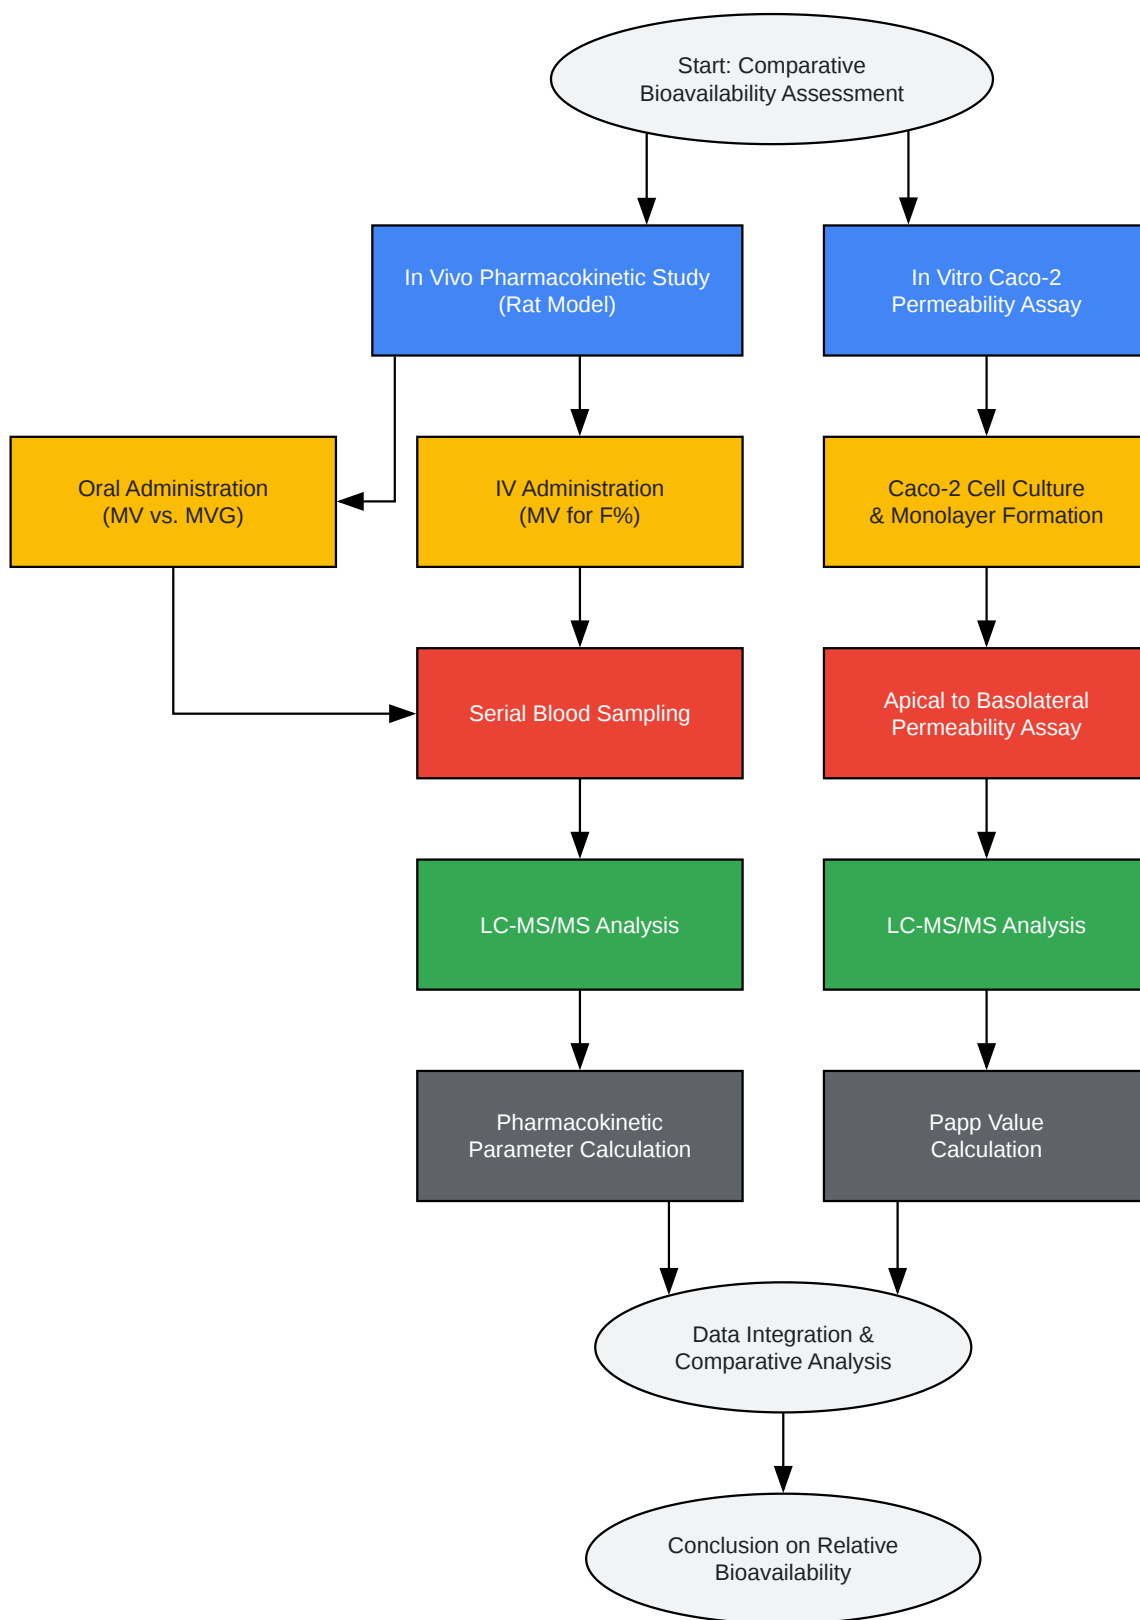 Start: Comparative
Bioavailability Assessment
In Vivo Pharmacokinetic Study
(Rat Model)
In Vitro Caco-2
Permeability Assay
Oral Administration
(MV vs. MVG)
IV Administration
(MV for F%)
Caco-2 Cell Culture
& Monolayer Formation
Serial Blood Sampling
Apical to Basolateral
Permeability Assay
LC-MS/MS Analysis
LC-MS/MS Analysis
Pharmacokinetic
Parameter Calculation
Papp Value
Calculation
Data Integration &
Comparative Analysis
Conclusion on Relative
Bioavailability